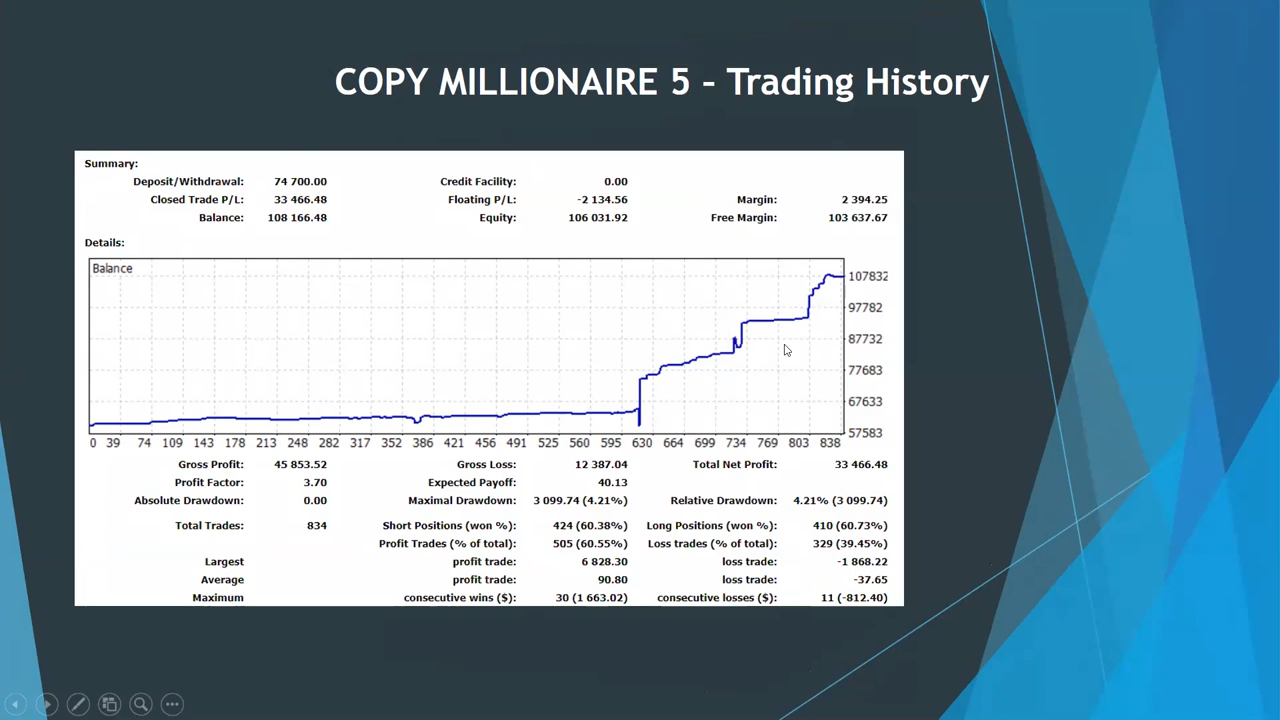 COPY MILLIONAIRE 5 – Trading History
Summary:
Deposit/Withdrawal: 74 700.00 Credit Facility: 0.00
Closed Trade P/L: 33 466.48 Floating P/L: -2 134.56 Margin: 2 394.25
Balance: 108 166.48 Equity: 106 031.92 Free Margin: 103 637.67
Details:
Balance
107832
97782
87732
77683
67633
57583
0 39 74 109 143 178 213 248 282 317 352 386 421 456 491 525 560 595 630 664 699 734 769 803 838
Gross Profit: 45 853.52 Gross Loss: 12 387.04 Total Net Profit: 33 466.48
Profit Factor: 3.70 Expected Payoff: 40.13
Absolute Drawdown: 0.00 Maximal Drawdown: 3 099.74 (4.21%) Relative Drawdown: 4.21% (3 099.74)
Total Trades: 834 Short Positions (won %): 424 (60.38%) Long Positions (won %): 410 (60.73%)
Profit Trades (% of total): 505 (60.55%) Loss trades (% of total): 329 (39.45%)
Largest profit trade: 6 828.30 loss trade: -1 868.22
Average profit trade: 90.80 loss trade: -37.65
Maximum consecutive wins ($): 30 (1 663.02) consecutive losses ($): 11 (-812.40)